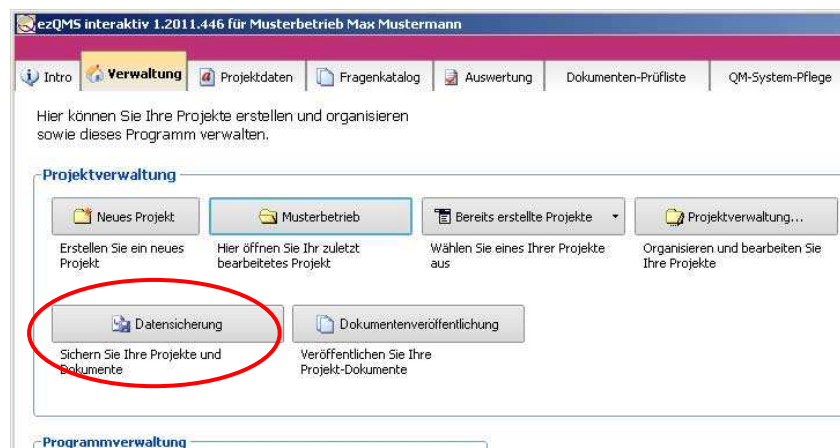 ezQMS interaktiv 1.2011.446 für Musterbetrieb Max Mustermann
Intro Verwaltung Projektdaten Fragenkatalog Auswertung Dokumenten-Prüfliste QM-System-Pflege
Hier können Sie Ihre Projekte erstellen und organisieren
sowie dieses Programm verwalten.
Projektverwaltung
Neues Projekt Musterbetrieb Bereits erstellte Projekte Projektverwaltung...
Erstellen Sie ein neues
Projekt
Hier öffnen Sie Ihr zuletzt
bearbeitetes Projekt
Wählen Sie eines Ihrer Projekte
aus
Organisieren und bearbeiten Sie
Ihre Projekte
Datensicherung Dokumentenveröffentlichung
Sichern Sie Ihre Projekte und
Dokumente
Veröffentlichen Sie Ihre
Projekt-Dokumente
Programmverwaltung